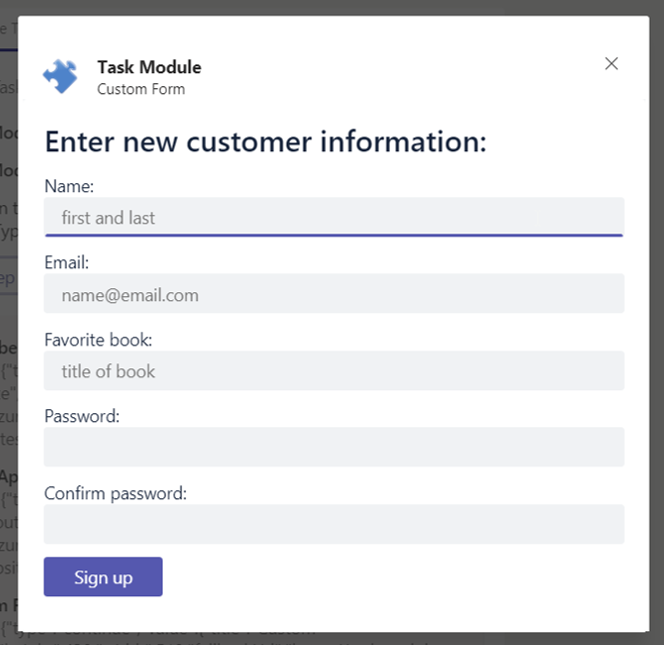 Task Module
Custom Form
Enter new customer information:
Name:
first and last
Email:
name@email.com
Favorite book:
title of book
Password:
Confirm password:
Sign up